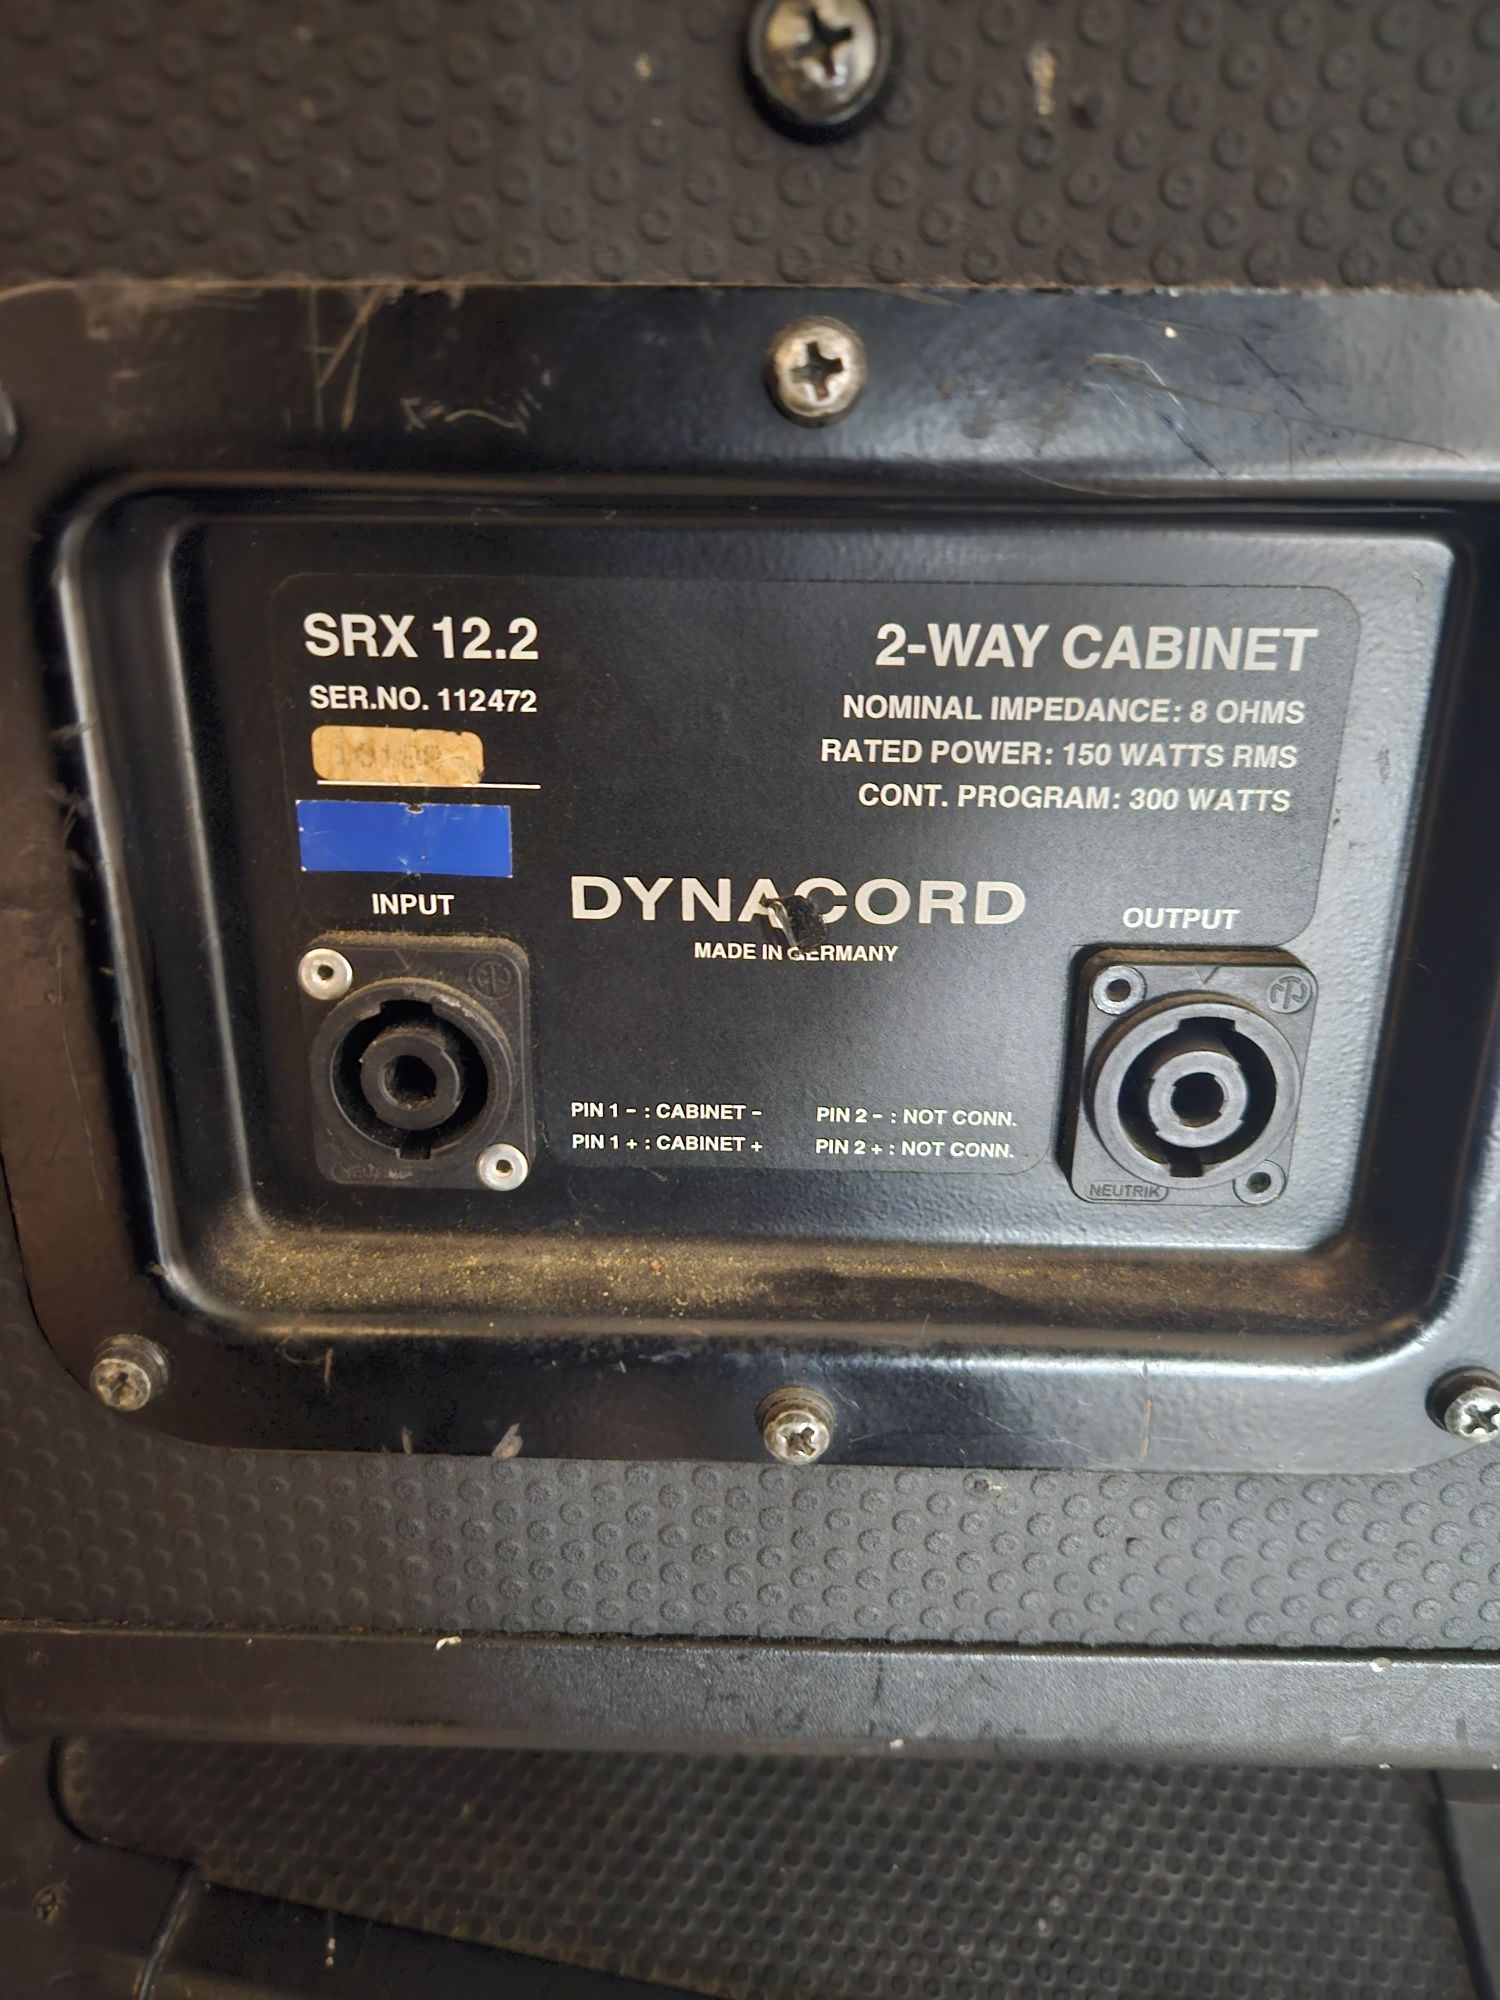 SRX 12.2
SER.NO. 112472
2-WAY CABINET
NOMINAL IMPEDANCE: 8 OHMS
RATED POWER: 150 WATTS RMS
CONT. PROGRAM: 300 WATTS
DYNACORD
MADE IN GERMANY
INPUT
OUTPUT
PIN 1 - : CABINET -
PIN 1 + : CABINET +
PIN 2 - : NOT CONN.
PIN 2 + : NOT CONN.
NEUTRIK
NEUTRIK